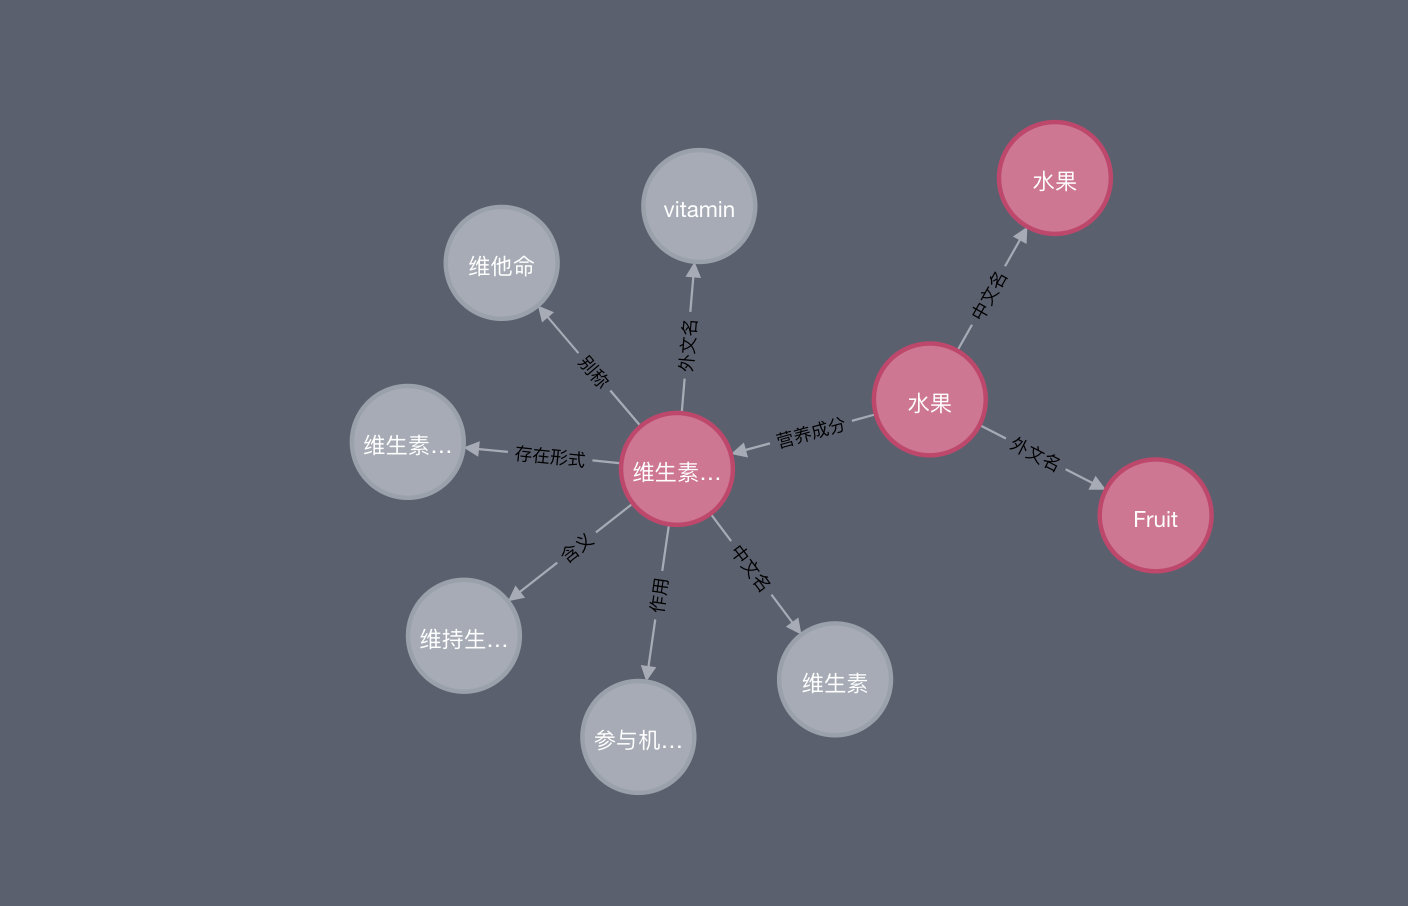 水果
vitamin
维他命
中文名
外文名
别称
水果
营养成分
维生素...
存在形式
外文名
维生素...
Fruit
含义
中文名
作用
维持生...
维生素
参与机...